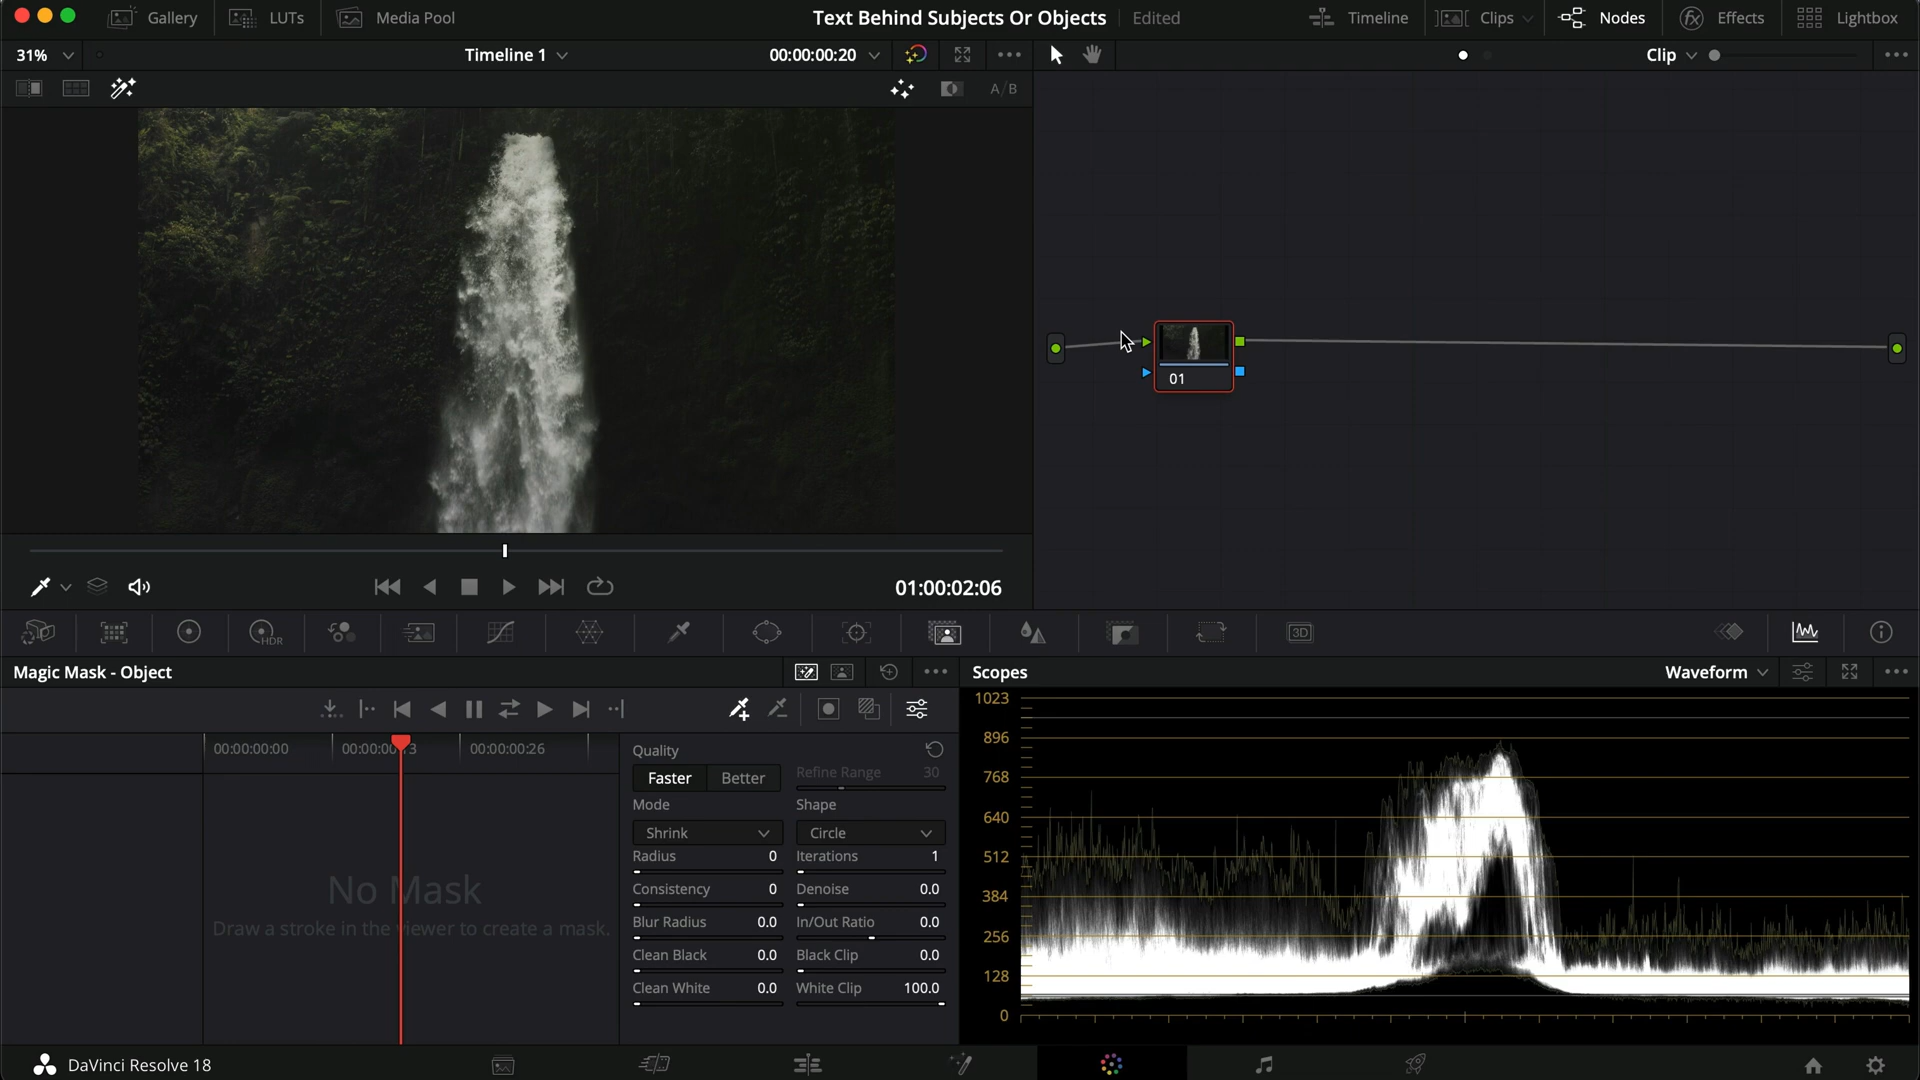 Gallery LUTs Media Pool Text Behind Subjects Or Objects Edited Timeline Clips Nodes Effects Lightbox
31% Timeline 1 00:00:00:20 Clip
A/B
01
01:00:02:06
HDR 3D
Magic Mask - Object Scopes Waveform
00:00:00:00 00:00:00:13 00:00:00:26
Quality
Faster Better Refine Range 30
Mode Shape
Shrink Circle
Radius 0 Iterations 1
Consistency 0 Denoise 0.0
Blur Radius 0.0 In/Out Ratio 0.0
Clean Black 0.0 Black Clip 0.0
Clean White 0.0 White Clip 100.0
No Mask
Draw a stroke in the viewer to create a mask.
1023
896
768
640
512
384
256
128
0
DaVinci Resolve 18